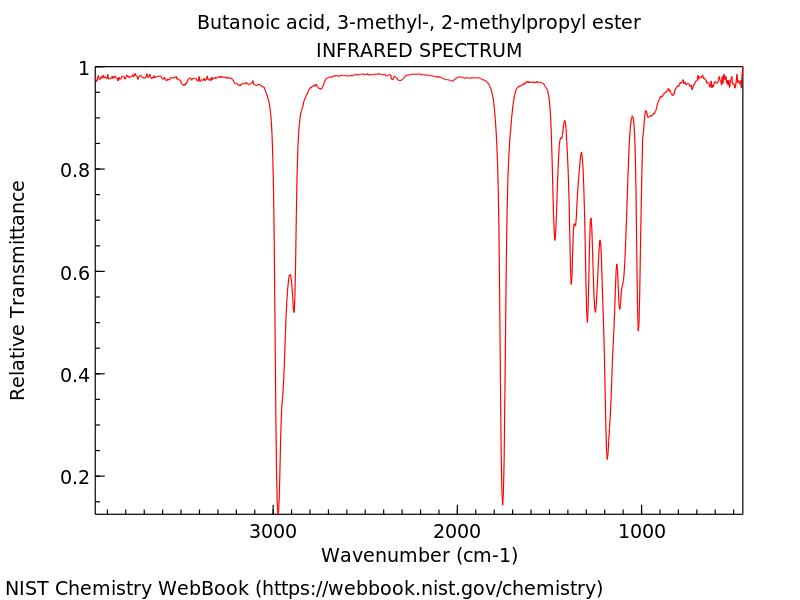 Butanoic acid, 3-methyl-, 2-methylpropyl ester
INFRARED SPECTRUM
1
0.8
0.6
0.4
0.2
Relative Transmittance
3000 2000 1000
Wavenumber (cm-1)
NIST Chemistry WebBook (https://webbook.nist.gov/chemistry)